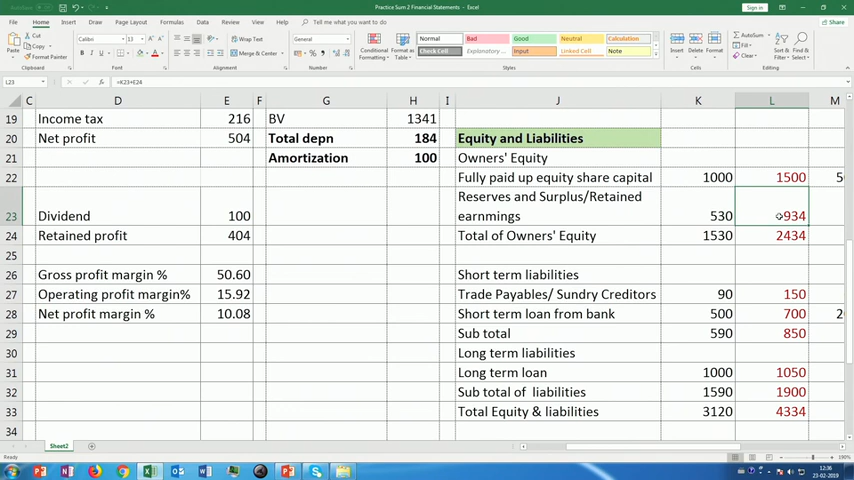 Practice Sum 2 Financial Statements - Excel
Sign in
File Home Insert Draw Page Layout Formulas Data Review View Help Tell me what you want to do
Share
Cut
Copy
Format Painter
Paste
Calibri
Wrap Text
Merge & Center
General
Conditional Formatting
Format as Table
Normal Bad Good Neutral Calculation
Check Cell Explanatory... Input Linked Cell Note
Insert Delete Format
AutoSum
Fill
Clear
Sort & Filter
Find & Select
Clipboard Font Alignment Number Styles Cells Editing
L23 =K23+E24
C D E F G H I J K L M
19 Income tax 216 BV 1341
20 Net profit 504 Total depn 184 Equity and Liabilities
21 Amortization 100 Owners' Equity
22 Fully paid up equity share capital 1000 1500
Reserves and Surplus/Retained
23 Dividend 100 earnmings 530 934
24 Retained profit 404 Total of Owners' Equity 1530 2434
25
26 Gross profit margin % 50.60 Short term liabilities
27 Operating profit margin% 15.92 Trade Payables/ Sundry Creditors 90 150
28 Net profit margin % 10.08 Short term loan from bank 500 700
29 Sub total 590 850
30 Long term liabilities
31 Long term loan 1000 1050
32 Sub total of liabilities 1590 1900
33 Total Equity & liabilities 3120 4334
34
Sheet2
Ready
190%
12:36
23-02-2019